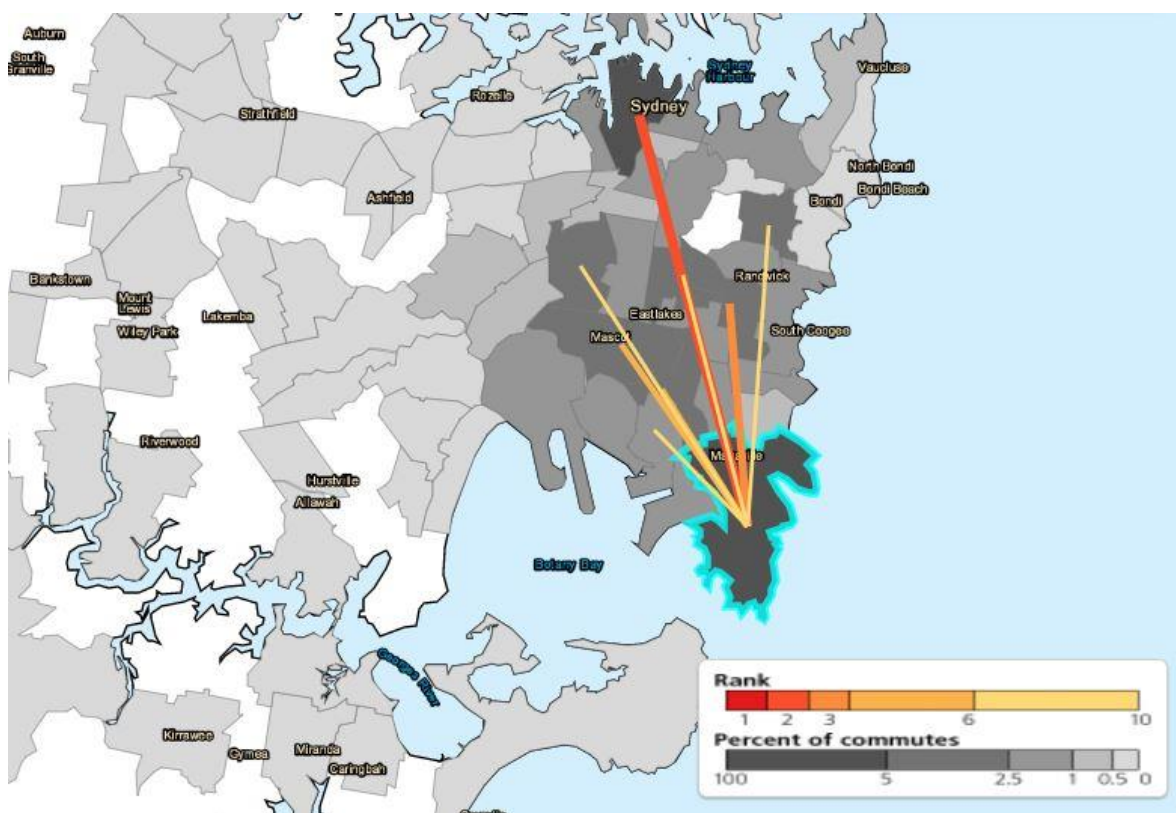 Auburn
South
Granville
Strathfield
Rozelle
Sydney
Harbour
Vaucluse
Sydney
North Bondi
Bondi Beach
Ashfield
Bondi
Bankstown
Mount
Lewis
Wiley Park
Lakemba
Randwick
Eastlakes
Mascot
South Coogee
Riverwood
Hurstville
Allawah
Botany Bay
Georges River
Kirrawee
Gymea
Miranda
Caringbah
Rank
1 2 3 6 10
Percent of commutes
100 5 2.5 1 0.5 0